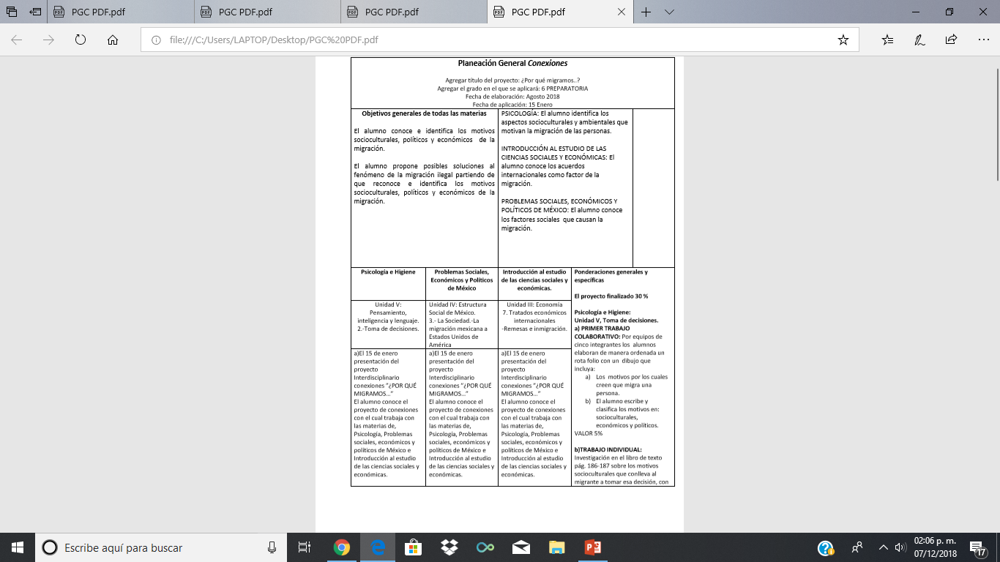 PGC PDF.pdf
PGC PDF.pdf
PGC PDF.pdf
PGC PDF.pdf
file:///C:/Users/LAPTOP/Desktop/PGC%20PDF.pdf
Planeación General Conexiones
Agregar título del proyecto: ¿Por qué migramos..?
Agregar el grado en el que se aplicará: 6 PREPARATORIA
Fecha de elaboración: Agosto 2018
Fecha de aplicación: 15 Enero
Objetivos generales de todas las materias
El alumno conoce e identifica los motivos
socioculturales, políticos y económicos de la
migración.
El alumno propone posibles soluciones al
fenómeno de la migración ilegal partiendo de
que reconoce e identifica los motivos
socioculturales, políticos y económicos de la
migración.
PSICOLOGÍA: El alumno identifica los
aspectos socioculturales y ambientales que
motivan la migración de las personas.
INTRODUCCIÓN AL ESTUDIO DE LAS
CIENCIAS SOCIALES Y ECONÓMICAS: El
alumno conoce los acuerdos
internacionales como factor de la
migración.
PROBLEMAS SOCIALES, ECONÓMICOS Y
POLÍTICOS DE MÉXICO: El alumno conoce
los factores sociales que causan la
migración.
Psicología e Higiene
Problemas Sociales,
Económicos y Políticos
de México
Introducción al estudio
de las ciencias sociales y
económicas.
Ponderaciones generales y
específicas
El proyecto finalizado 30 %
Psicología e Higiene:
Unidad V, Toma de decisiones.
a) PRIMER TRABAJO
COLABORATIVO: Por equipos de
cinco integrantes los alumnos
elaboran de manera ordenada un
rota folio con un dibujo que
incluya:
a) Los motivos por los cuales
creen que migra una
persona.
b) El alumno escribe y
clasifica los motivos en:
socioculturales,
económicos y políticos.
VALOR 5%
b)TRABAJO INDIVIDUAL:
Investigación en el libro de texto
pág. 186-187 sobre los motivos
socioculturales que conlleva al
migrante a tomar esa decisión, con
Unidad V:
Pensamiento,
inteligencia y lenguaje.
2.-Toma de decisiones.
Unidad IV: Estructura
Social de México.
3.- La Sociedad.-La
migración mexicana a
Estados Unidos de
América
Unidad III: Economía
7. Tratados económicos
internacionales
-Remesas e inmigración.
a)El 15 de enero
presentación del
proyecto
Interdisciplinario
conexiones “¿POR QUÉ
MIGRAMOS…”
El alumno conoce el
proyecto de conexiones
con el cual trabaja con
las materias de,
Psicología, Problemas
sociales, económicos y
políticos de México e
Introducción al estudio
de las ciencias sociales y
económicas.
a)El 15 de enero
presentación del
proyecto
Interdisciplinario
conexiones “¿POR QUÉ
MIGRAMOS…”
El alumno conoce el
proyecto de conexiones
con el cual trabaja con
las materias de,
Psicología, Problemas
sociales, económicos y
políticos de México e
Introducción al estudio
de las ciencias sociales y
económicas.
a)El 15 de enero
presentación del
proyecto
Interdisciplinario
conexiones “¿POR QUÉ
MIGRAMOS…”
El alumno conoce el
proyecto de conexiones
con el cual trabaja con
las materias de,
Psicología, Problemas
sociales, económicos y
políticos de México e
Introducción al estudio
de las ciencias sociales y
económicas.
Escribe aquí para buscar
02:06 p. m.
07/12/2018
17